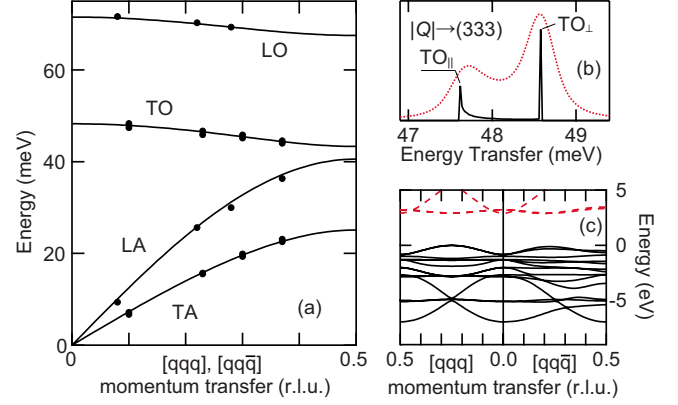 60
40
20
0
Energy (meV)
LO
TO
LA
TA
(a)
0
0.5
[qqq], [qqq̄]
momentum transfer (r.l.u.)
|Q|→(333)
TO⊥
TO||
(b)
47
48
49
Energy Transfer (meV)
(c)
5
0
-5
Energy (eV)
0.5
[qqq]
0.0
[qqq̄]
0.5
momentum transfer (r.l.u.)